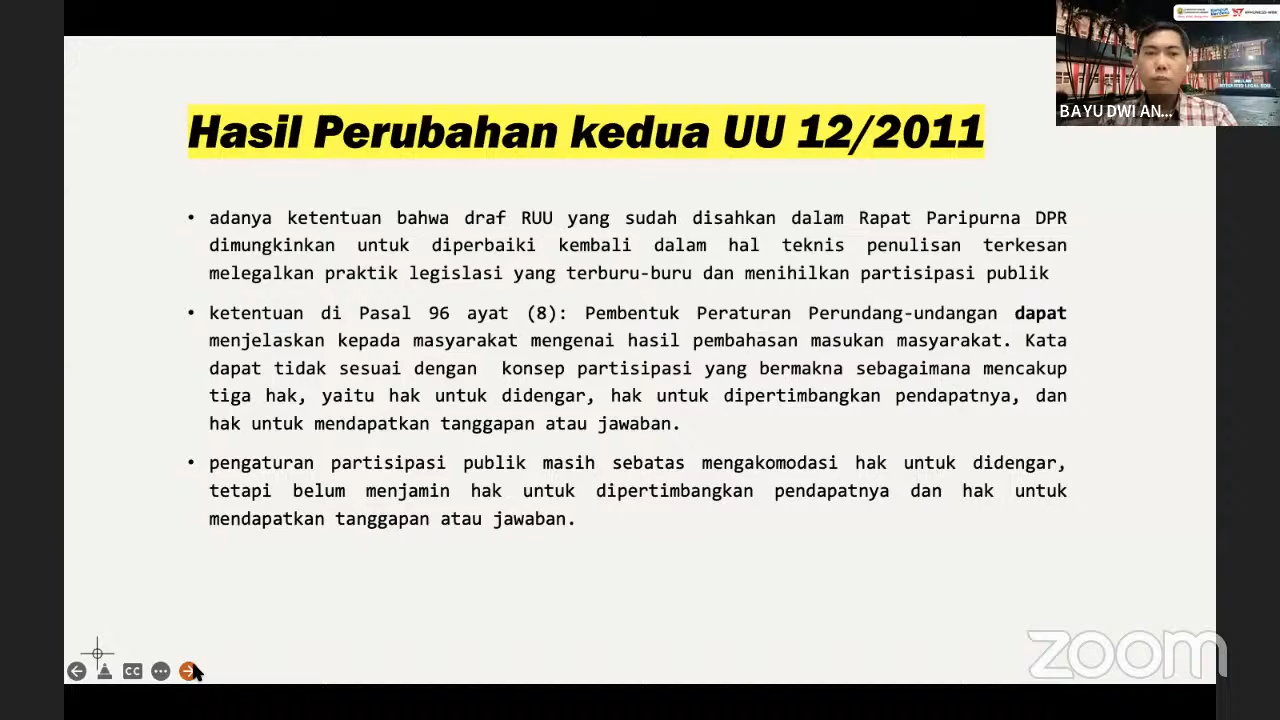 Hasil Perubahan kedua UU 12/2011
• adanya ketentuan bahwa draf RUU yang sudah disahkan dalam Rapat Paripurna DPR
dimungkinkan untuk diperbaiki kembali dalam hal teknis penulisan terkesan
melegalkan praktik legislasi yang terburu-buru dan menihilkan partisipasi publik
• ketentuan di Pasal 96 ayat (8): Pembentuk Peraturan Perundang-undangan dapat
menjelaskan kepada masyarakat mengenai hasil pembahasan masukan masyarakat. Kata
dapat tidak sesuai dengan konsep partisipasi yang bermakna sebagaimana mencakup
tiga hak, yaitu hak untuk didengar, hak untuk dipertimbangkan pendapatnya, dan
hak untuk mendapatkan tanggapan atau jawaban.
• pengaturan partisipasi publik masih sebatas mengakomodasi hak untuk didengar,
tetapi belum menjamin hak untuk dipertimbangkan pendapatnya dan hak untuk
mendapatkan tanggapan atau jawaban.
BAYU DWI AN...
CC
zoom